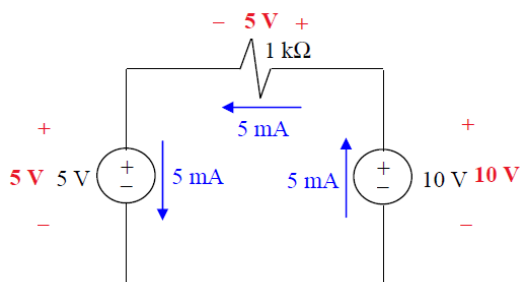 − 5 V +
1 kΩ
5 mA
+ +
5 V 5 V + − 5 mA 5 mA + − 10 V 10 V
− −